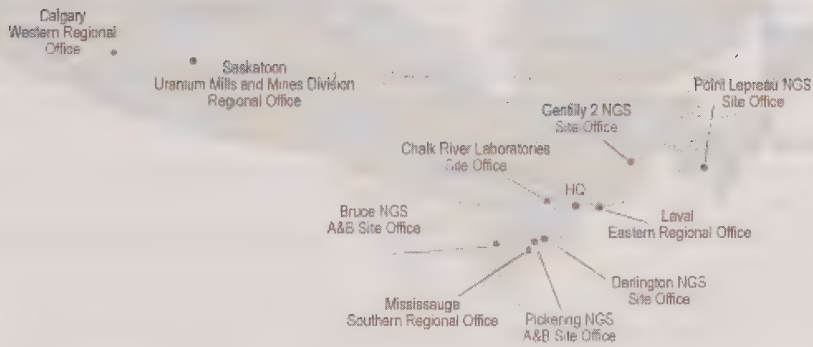 Calgary
Western Regional
Office
Saskatoon
Uranium Mills and Mines Division
Regional Office
Point Lepreau NGS
Site Office
Gentilly 2 NGS
Site Office
Chalk River Laboratories
Site Office
HQ
Bruce NGS
A&B Site Office
Laval
Eastern Regional Office
Darlington NGS
Site Office
Mississauga
Southern Regional Office
Pickering NGS
A&B Site Office